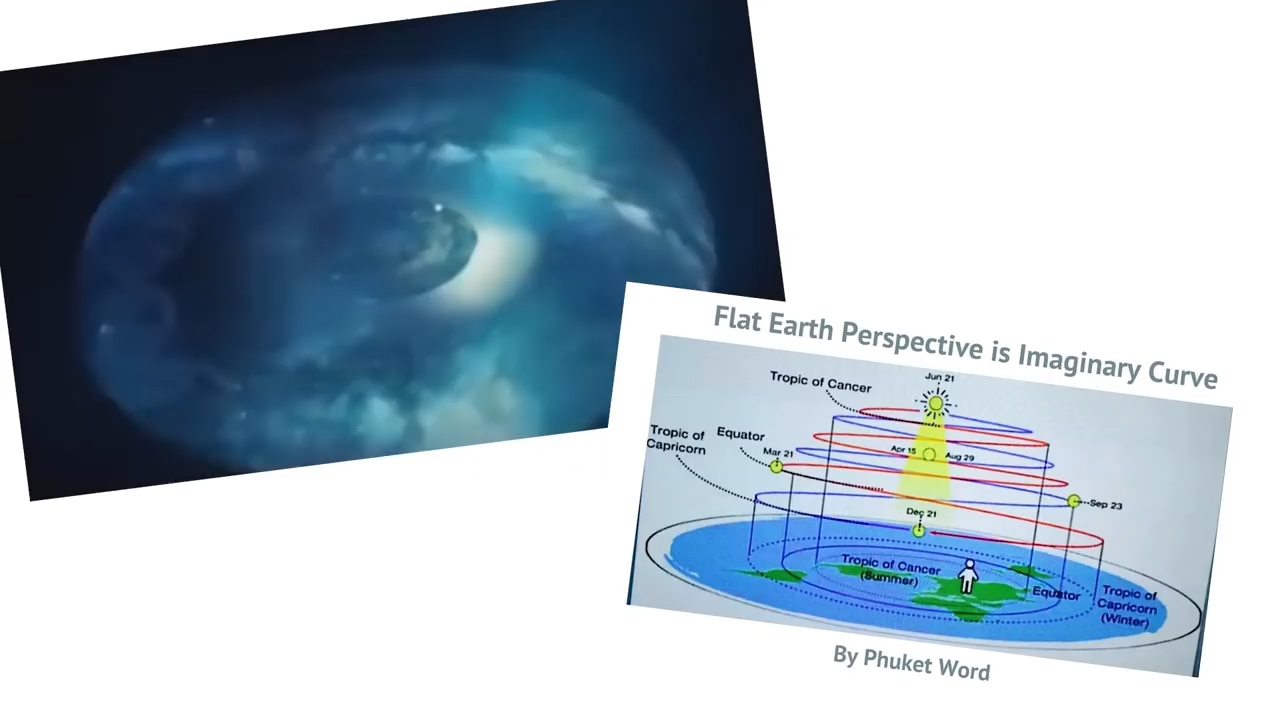 Flat Earth Perspective is Imaginary Curve
Jun 21
Tropic of Cancer
Tropic of
Capricorn
Equator
Mar 21
Apr 15
Aug 29
Sep 23
Dec 21
Tropic of Cancer
(Summer)
Equator
Tropic of
Capricorn
(Winter)
By Phuket Word